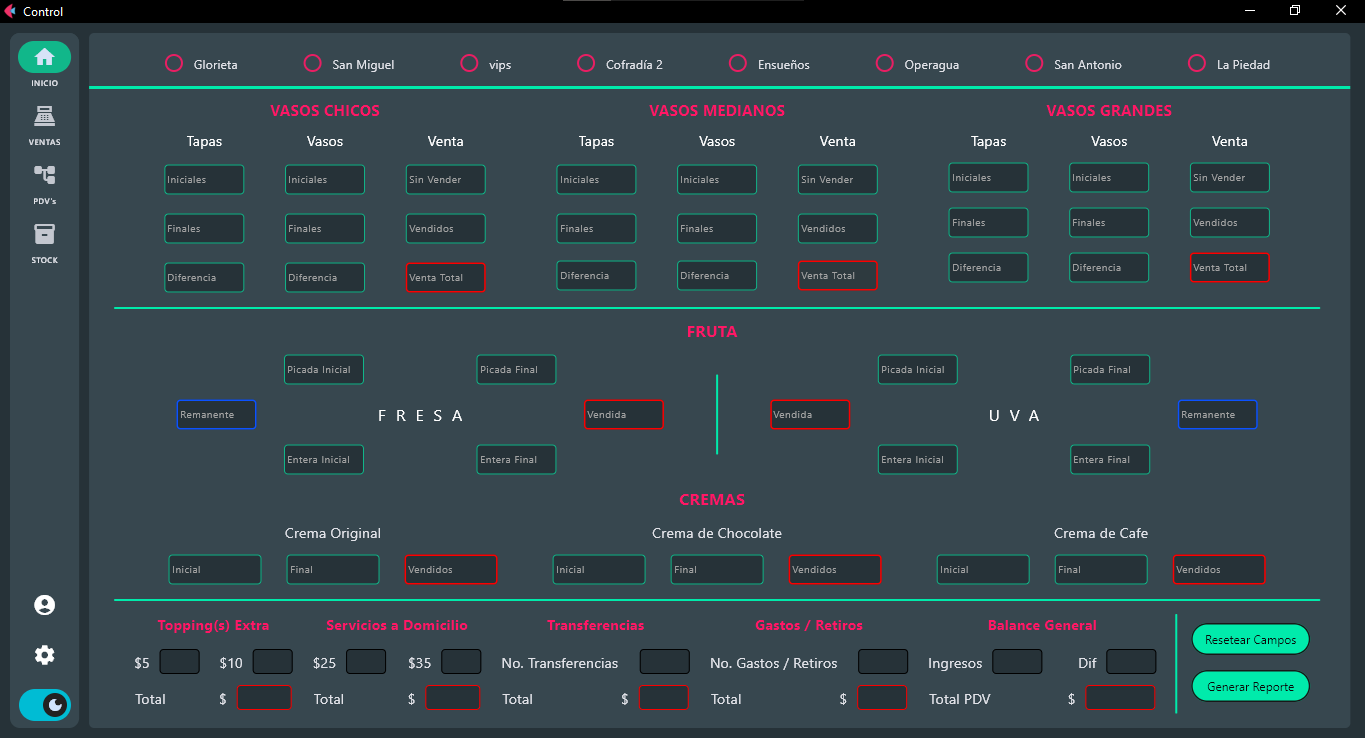 Control
INICIO
VENTAS
PDV's
STOCK
Glorieta San Miguel vips Cofradía 2 Ensueños Operagua San Antonio La Piedad
VASOS CHICOS VASOS MEDIANOS VASOS GRANDES
Tapas Vasos Venta Tapas Vasos Venta Tapas Vasos Venta
Iniciales Iniciales Sin Vender Iniciales Iniciales Sin Vender Iniciales Iniciales Sin Vender
Finales Finales Vendidos Finales Finales Vendidos Finales Finales Vendidos
Diferencia Diferencia Venta Total Diferencia Diferencia Venta Total Diferencia Diferencia Venta Total
FRUTA
Picada Inicial Picada Final Picada Inicial Picada Final
Remanente F R E S A Vendida Vendida U V A Remanente
Entera Inicial Entera Final Entera Inicial Entera Final
CREMAS
Crema Original Crema de Chocolate Crema de Cafe
Inicial Final Vendidos Inicial Final Vendidos Inicial Final Vendidos
Topping(s) Extra Servicios a Domicilio Transferencias Gastos / Retiros Balance General
$5 $10 $25 $35 No. Transferencias No. Gastos / Retiros Ingresos Dif
Total $ Total $ Total $ Total $ Total PDV $
Resetear Campos
Generar Reporte